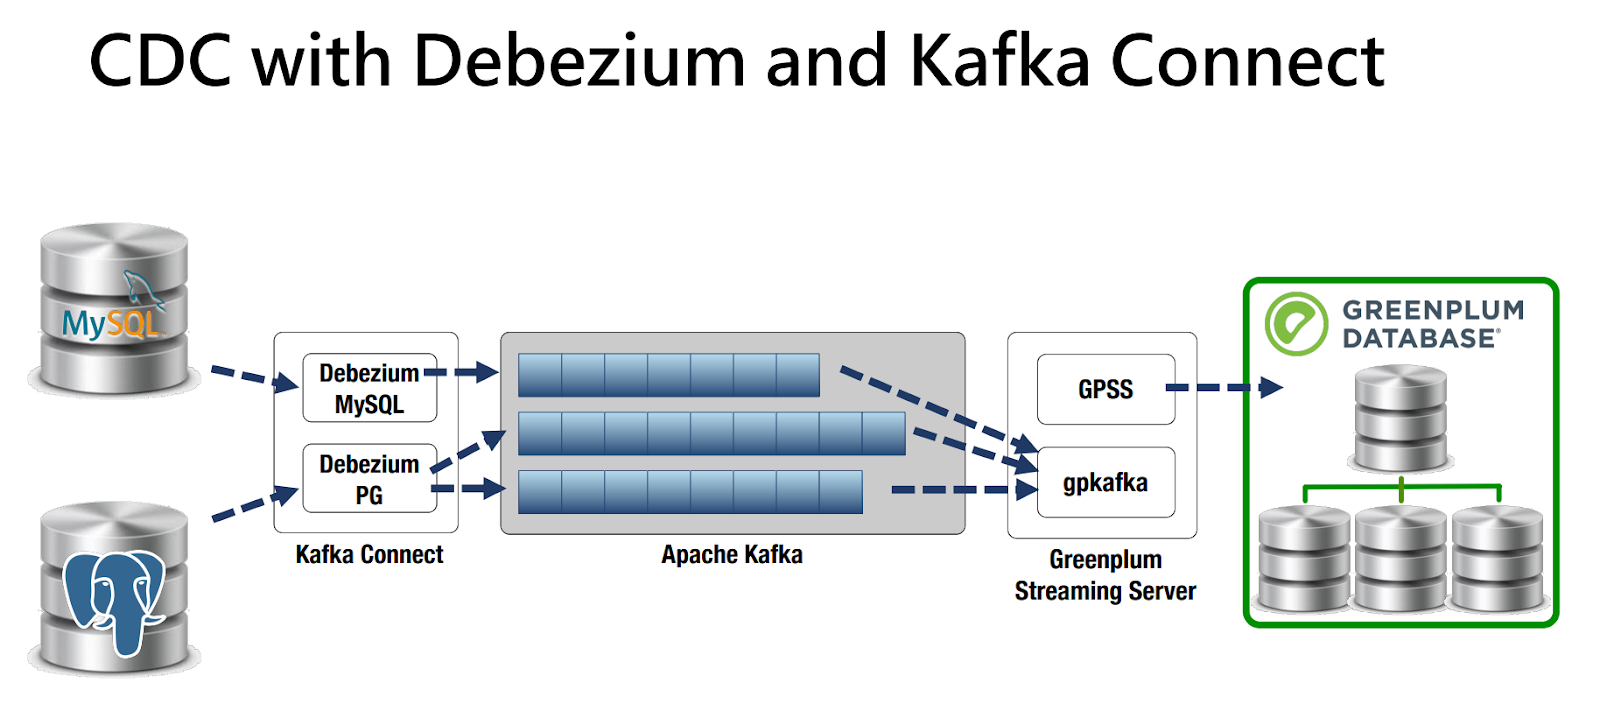 CDC with Debezium and Kafka Connect
MySQL
Debezium
MySQL
Debezium
PG
Kafka Connect
Apache Kafka
GPSS
gpkafka
Greenplum
Streaming Server
GREENPLUM
DATABASE®